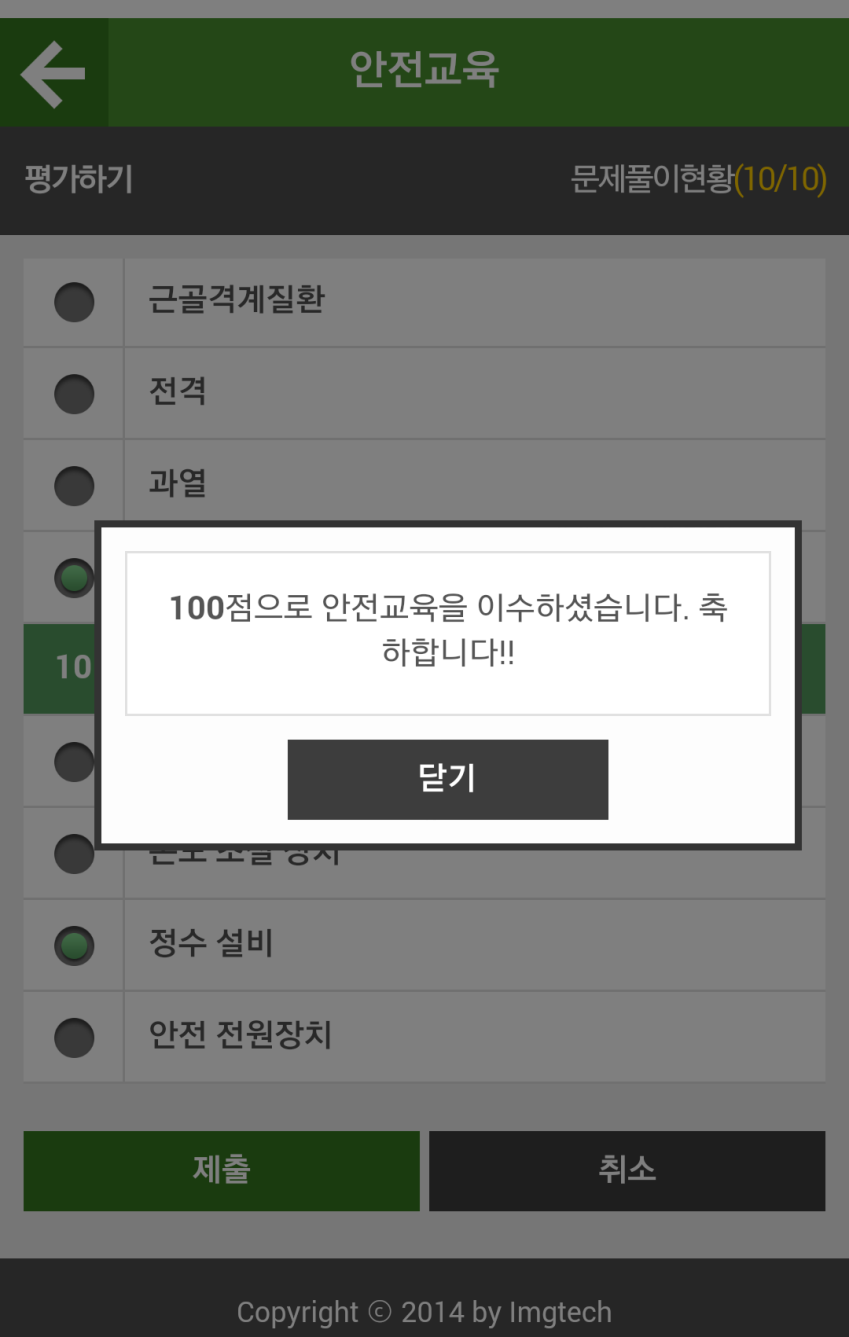 안전교육
평가하기
문제풀이현황(10/10)
근골격계질환
전격
과열
100점으로 안전교육을 이수하셨습니다. 축
하합니다!!
10
닫기
정수 설비
안전 전원장치
제출
취소
Copyright ⓒ 2014 by Imgtech